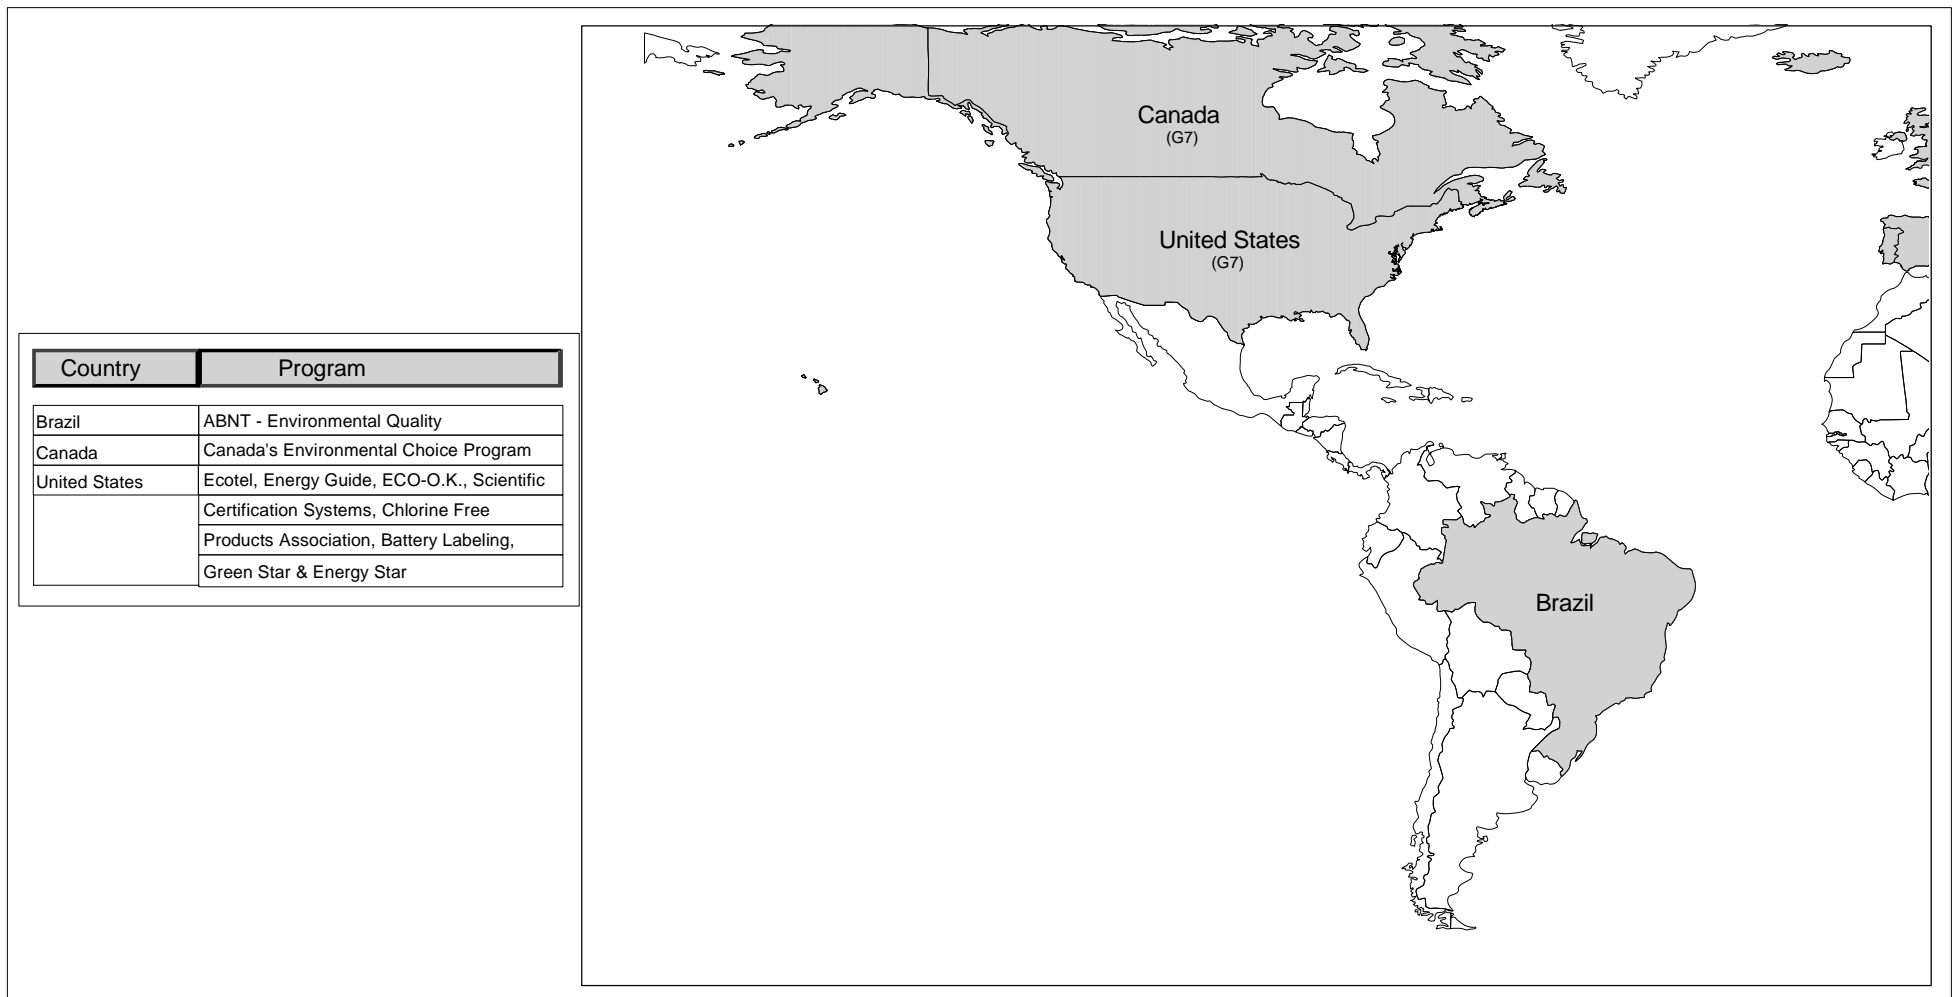 Canada
(G7)
United States
(G7)
Country Program
Brazil ABNT - Environmental Quality
Canada Canada's Environmental Choice Program
United States Ecotel, Energy Guide, ECO-O.K., Scientific
Certification Systems, Chlorine Free
Products Association, Battery Labeling,
Green Star & Energy Star
Brazil